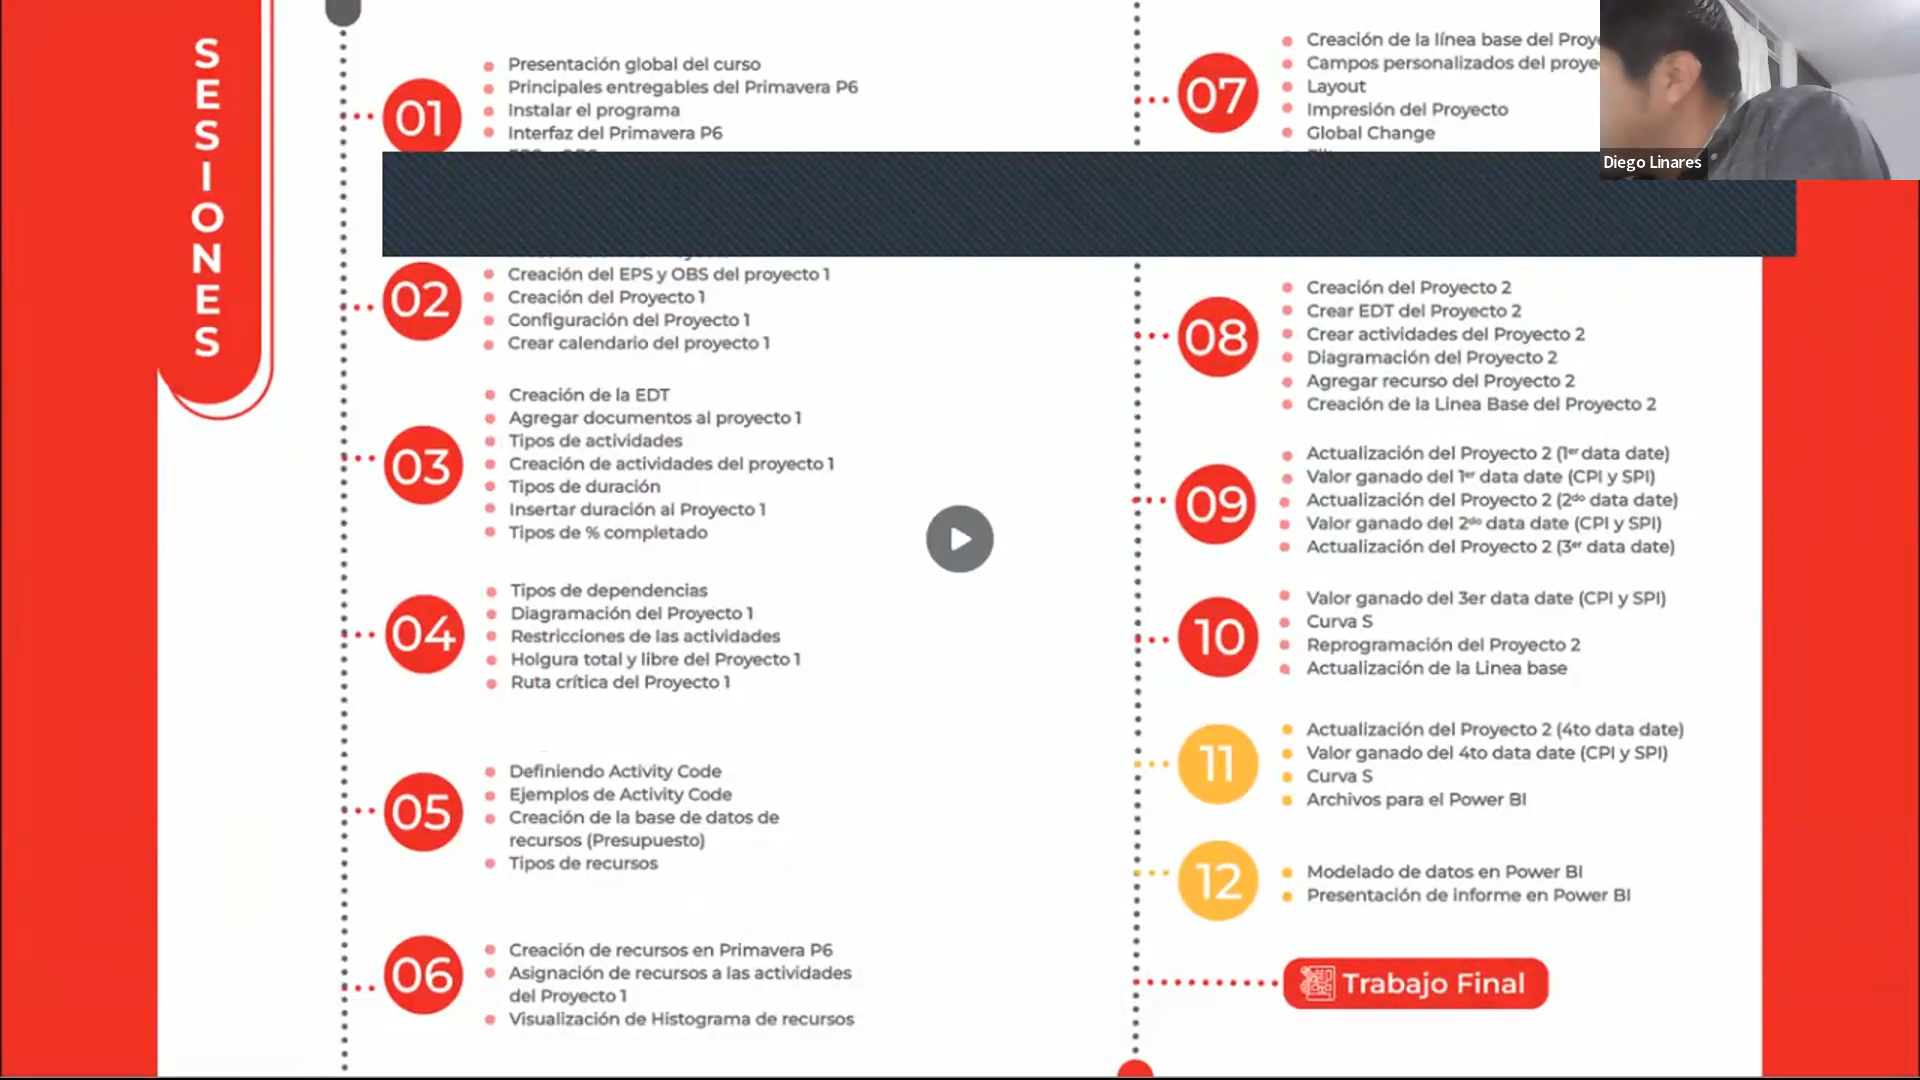 SESIONES
01
Presentación global del curso
Principales entregables del Primavera P6
Instalar el programa
Interfaz del Primavera P6
02
Creación del EPS y OBS del proyecto 1
Creación del Proyecto 1
Configuración del Proyecto 1
Crear calendario del proyecto 1
03
Creación de la EDT
Agregar documentos al proyecto 1
Tipos de actividades
Creación de actividades del proyecto 1
Tipos de duración
Insertar duración al Proyecto 1
Tipos de % completado
04
Tipos de dependencias
Diagramación del Proyecto 1
Restricciones de las actividades
Holgura total y libre del Proyecto 1
Ruta crítica del Proyecto 1
05
Definiendo Activity Code
Ejemplos de Activity Code
Creación de la base de datos de
recursos (Presupuesto)
Tipos de recursos
06
Creación de recursos en Primavera P6
Asignación de recursos a las actividades
del Proyecto 1
Visualización de Histograma de recursos
07
Creación de la línea base del Proye
Campos personalizados del proye
Layout
Impresión del Proyecto
Global Change
Diego Linares
08
Creación del Proyecto 2
Crear EDT del Proyecto 2
Crear actividades del Proyecto 2
Diagramación del Proyecto 2
Agregar recurso del Proyecto 2
Creación de la Linea Base del Proyecto 2
09
Actualización del Proyecto 2 (1er data date)
Valor ganado del 1er data date (CPI y SPI)
Actualización del Proyecto 2 (2do data date)
Valor ganado del 2do data date (CPI y SPI)
Actualización del Proyecto 2 (3er data date)
10
Valor ganado del 3er data date (CPI y SPI)
Curva S
Reprogramación del Proyecto 2
Actualización de la Linea base
11
Actualización del Proyecto 2 (4to data date)
Valor ganado del 4to data date (CPI y SPI)
Curva S
Archivos para el Power BI
12
Modelado de datos en Power BI
Presentación de informe en Power BI
Trabajo Final